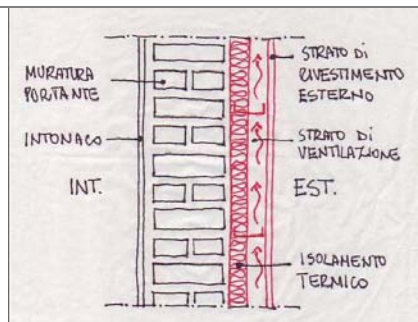 MURATURA
PORTANTE
INTONACO
INT.
STRATO DI
RIVESTIMENTO
ESTERNO
STRATO DI
VENTILAZIONE
EST.
ISOLAMENTO
TERMICO